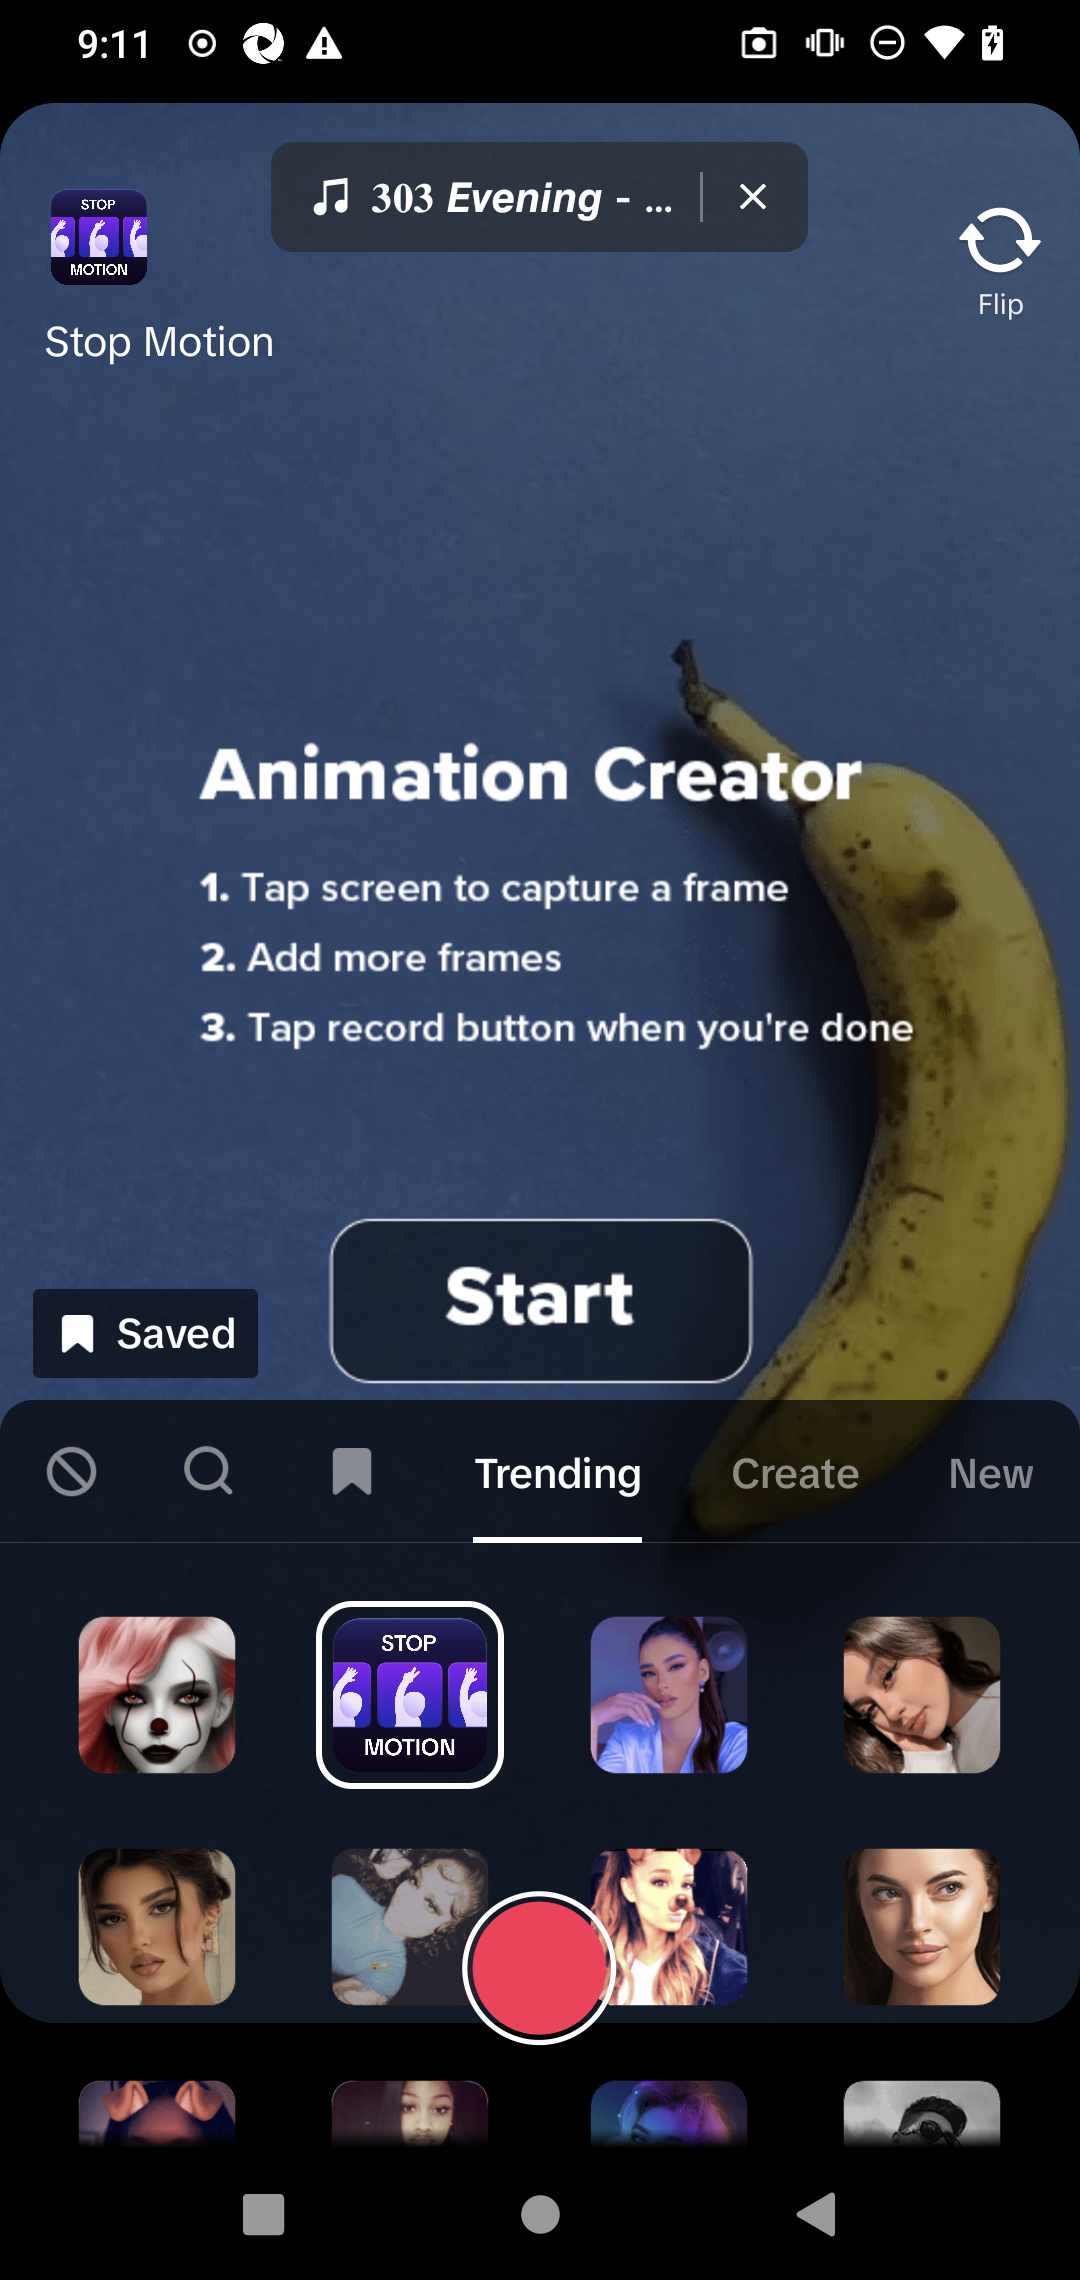 9:11
303 Evening - ...
STOP
MOTION
Flip
Stop Motion
Animation Creator
1. Tap screen to capture a frame
2. Add more frames
3. Tap record button when you're done
Start
Saved
Trending
Create
New
STOP
MOTION